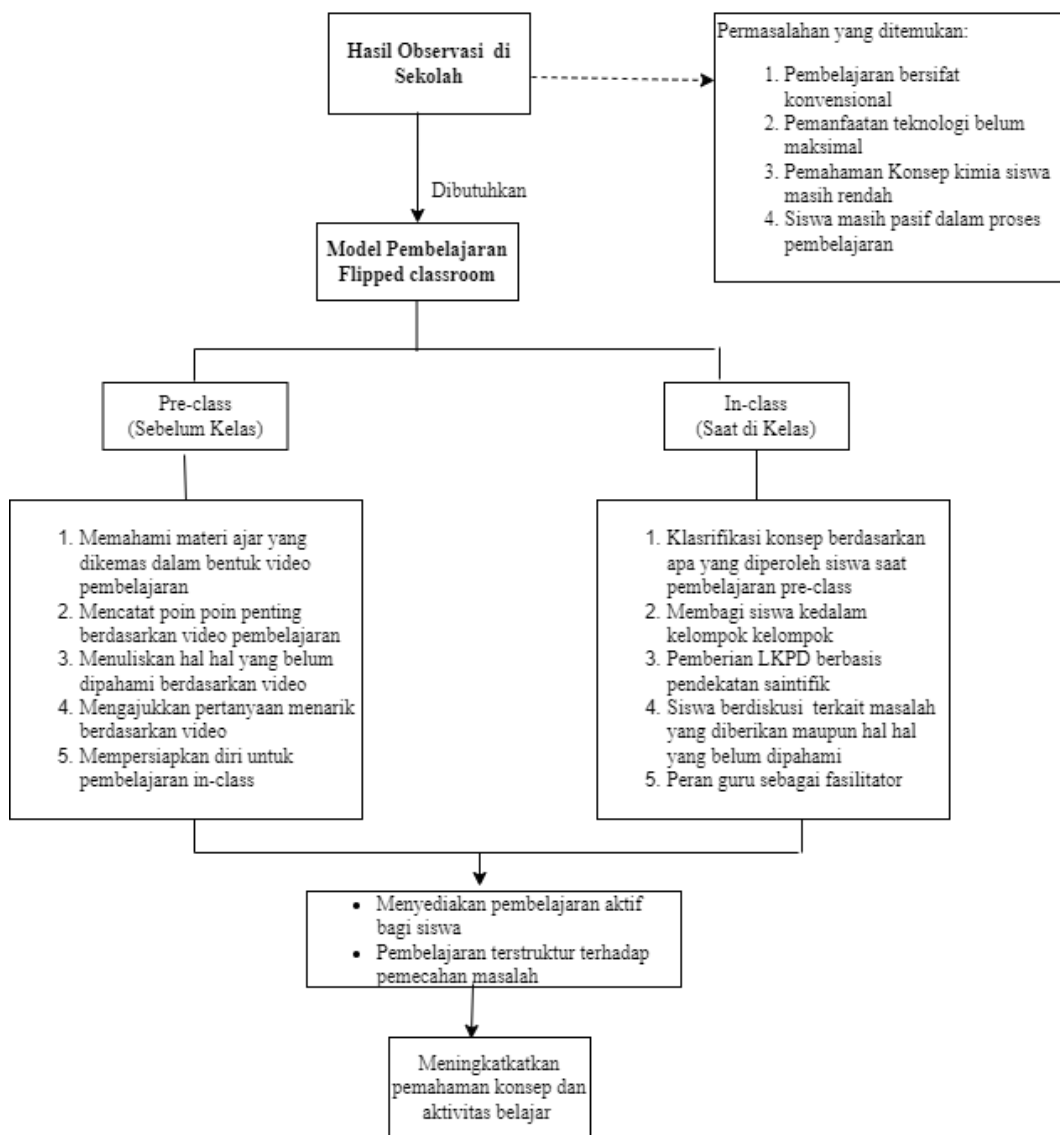 Hasil Observasi di
Sekolah
Permasalahan yang ditemukan:
1. Pembelajaran bersifat
konvensional
2. Pemanfaatan teknologi belum
maksimal
3. Pemahaman Konsep kimia siswa
masih rendah
4. Siswa masih pasif dalam proses
pembelajaran
Dibutuhkan
Model Pembelajaran
Flipped classroom
Pre-class
(Sebelum Kelas)
In-class
(Saat di Kelas)
1. Memahami materi ajar yang
dikemas dalam bentuk video
pembelajaran
2. Mencatat poin poin penting
berdasarkan video pembelajaran
3. Menuliskan hal hal yang belum
dipahami berdasarkan video
4. Mengajukkan pertanyaan menarik
berdasarkan video
5. Mempersiapkan diri untuk
pembelajaran in-class
1. Klasrifikasi konsep berdasarkan
apa yang diperoleh siswa saat
pembelajaran pre-class
2. Membagi siswa kedalam
kelompok kelompok
3. Pemberian LKPD berbasis
pendekatan saintifik
4. Siswa berdiskusi terkait masalah
yang diberikan maupun hal hal
yang belum dipahami
5. Peran guru sebagai fasilitator
• Menyediakan pembelajaran aktif
bagi siswa
• Pembelajaran terstruktur terhadap
pemecahan masalah
Meningkatkatkan
pemahaman konsep dan
aktivitas belajar